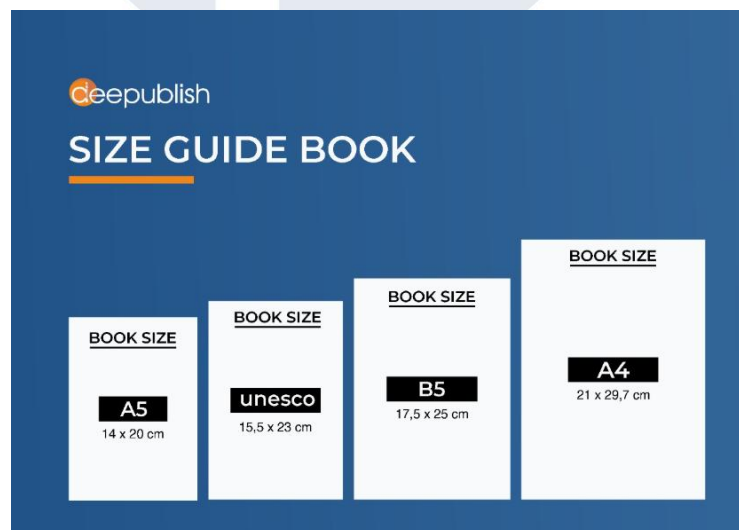 deepublish
SIZE GUIDE BOOK
BOOK SIZE
A5
14 x 20 cm
BOOK SIZE
unesco
15,5 x 23 cm
BOOK SIZE
B5
17,5 x 25 cm
BOOK SIZE
A4
21 x 29,7 cm